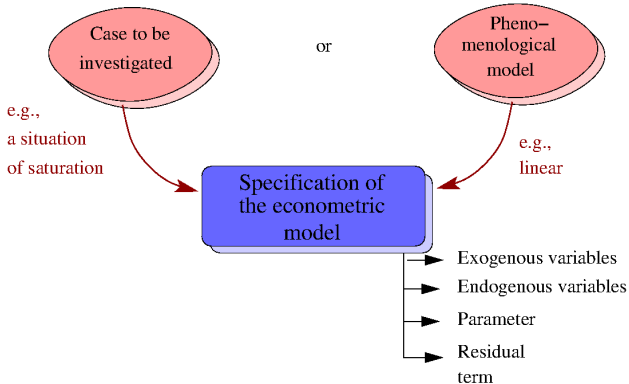 Case to be
investigated
or
Pheno-
menological
model
e.g.,
a situation
of saturation
e.g.,
linear
Specification of
the econometric
model
Exogenous variables
Endogenous variables
Parameter
Residual
term